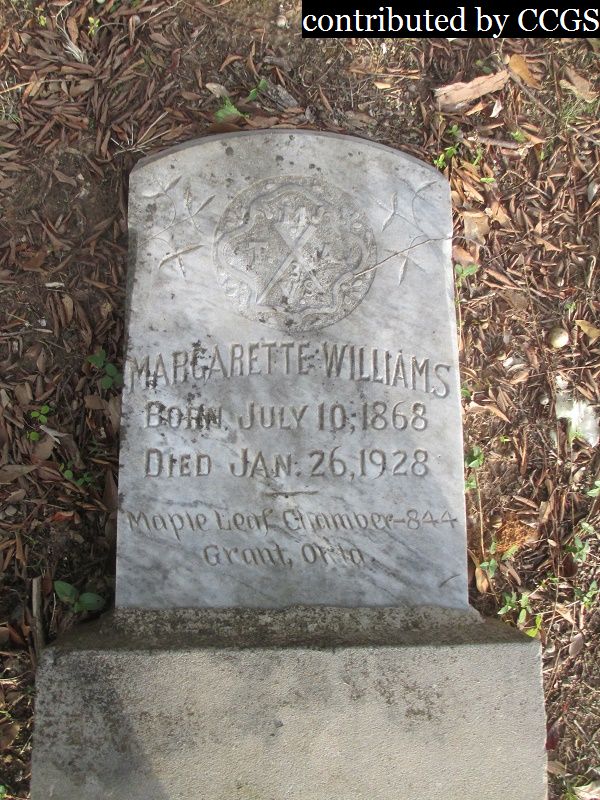 contributed by CCGS
M
T
MARGARETTE WILLIAMS
BORN. JULY 10, 1868
DIED JAN. 26, 1928
Maple Leaf Chamber-844
Grant, Okla.